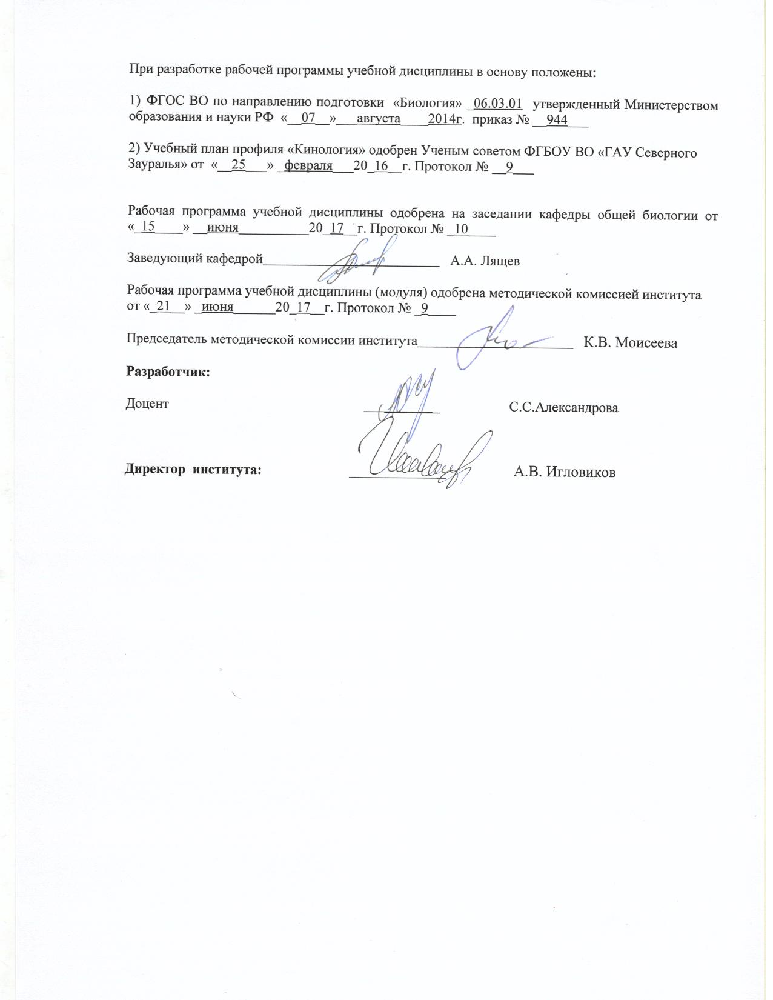 При разработке рабочей программы учебной дисциплины в основу положены:
1) ФГОС ВО по направлению подготовки «Биология» _06.03.01 утвержденный Министерством
образования и науки РФ «__07__»___августа____2014г. приказ № __944___
2) Учебный план профиля «Кинология» одобрен Ученым советом ФГБОУ ВО «ГАУ Северного
Зауралья» от «__25___» _февраля___20_16__г. Протокол № __9___
Рабочая программа учебной дисциплины одобрена на заседании кафедры общей биологии от
«_15____» __июня__________20_17__г. Протокол № _10____
Заведующий кафедрой_________________________ А.А. Лящев
Рабочая программа учебной дисциплины (модуля) одобрена методической комиссией института
от «_21__» _июня______20_17__г. Протокол № _9____
Председатель методической комиссии института______________________ К.В. Моисеева
Разработчик:
Доцент ___________ С.С.Александрова
Директор института: ______________ А.В. Игловиков